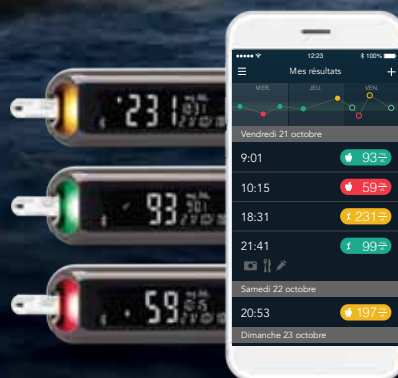 12:23 100%
Mes résultats +
JEU. VEN.
Vendredi 21 octobre
9:01 93
10:15 59
18:31 231
21:41 99
Samedi 22 octobre
20:53 197
Dimanche 23 octobre
231
93
59